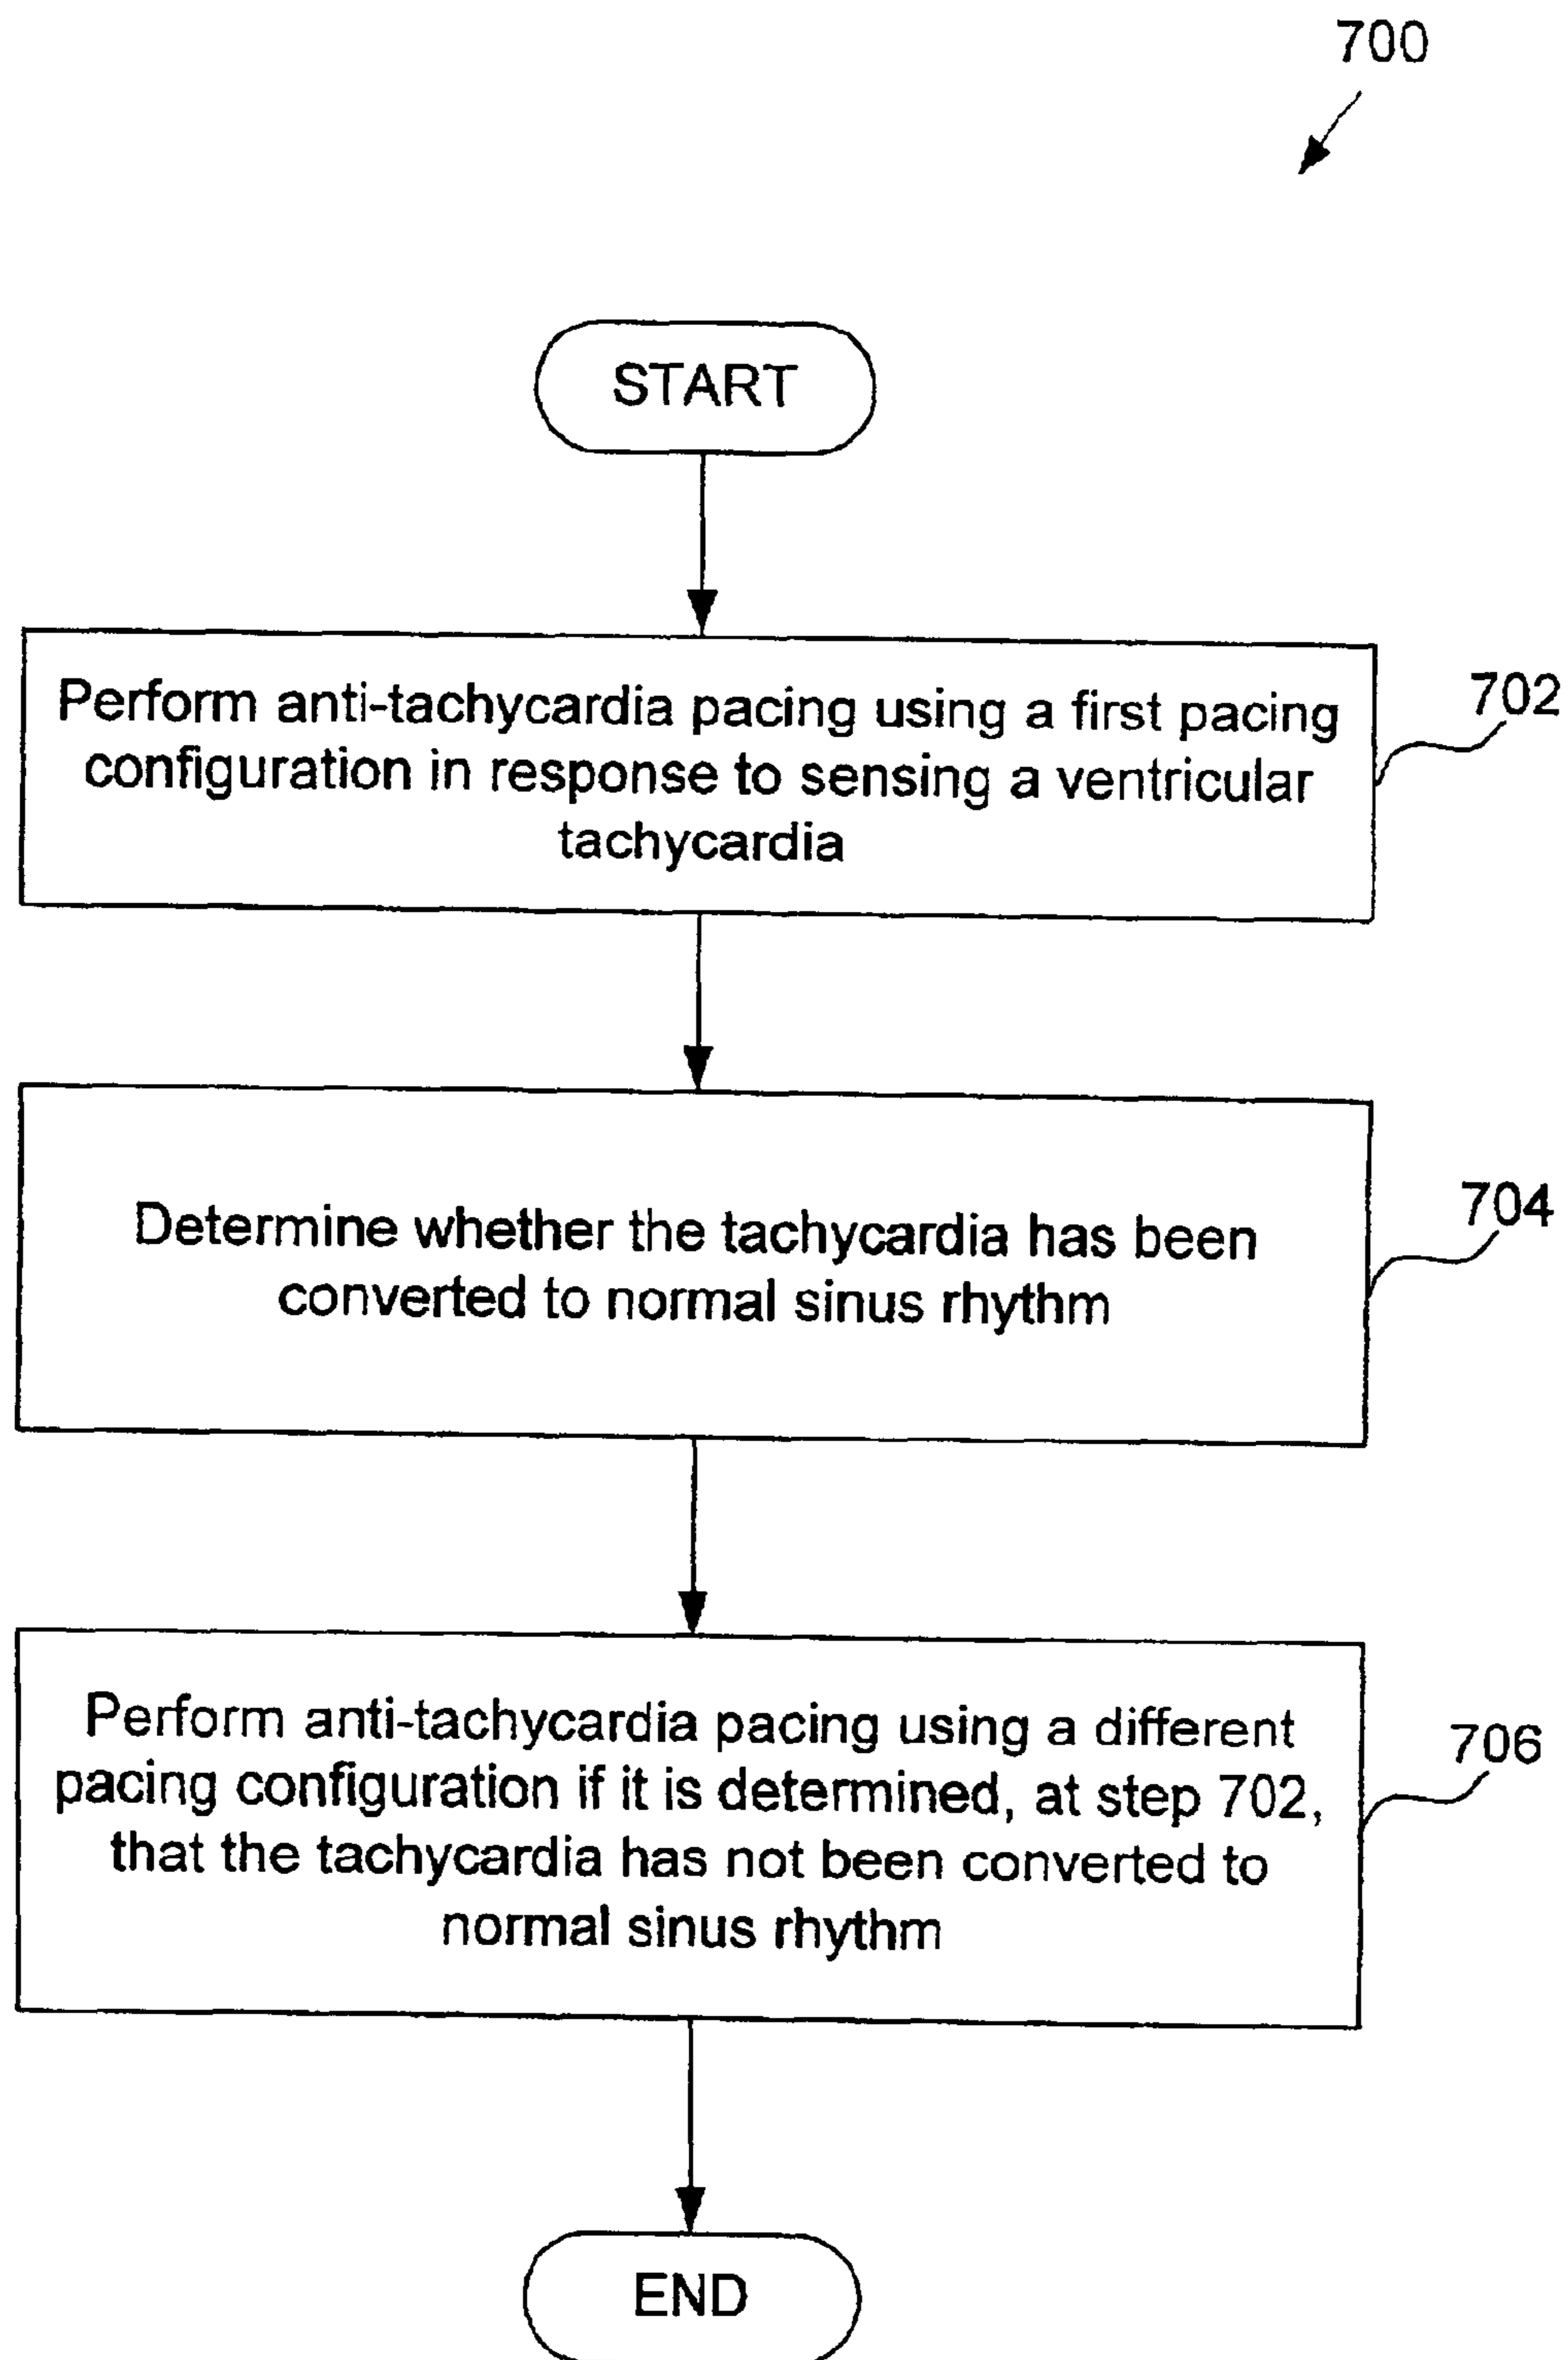 700
START
Perform anti-tachycardia pacing using a first pacing
configuration in response to sensing a ventricular
tachycardia
702
Determine whether the tachycardia has been
converted to normal sinus rhythm
704
Perform anti-tachycardia pacing using a different
pacing configuration if it is determined, at step 702,
that the tachycardia has not been converted to
normal sinus rhythm
706
END